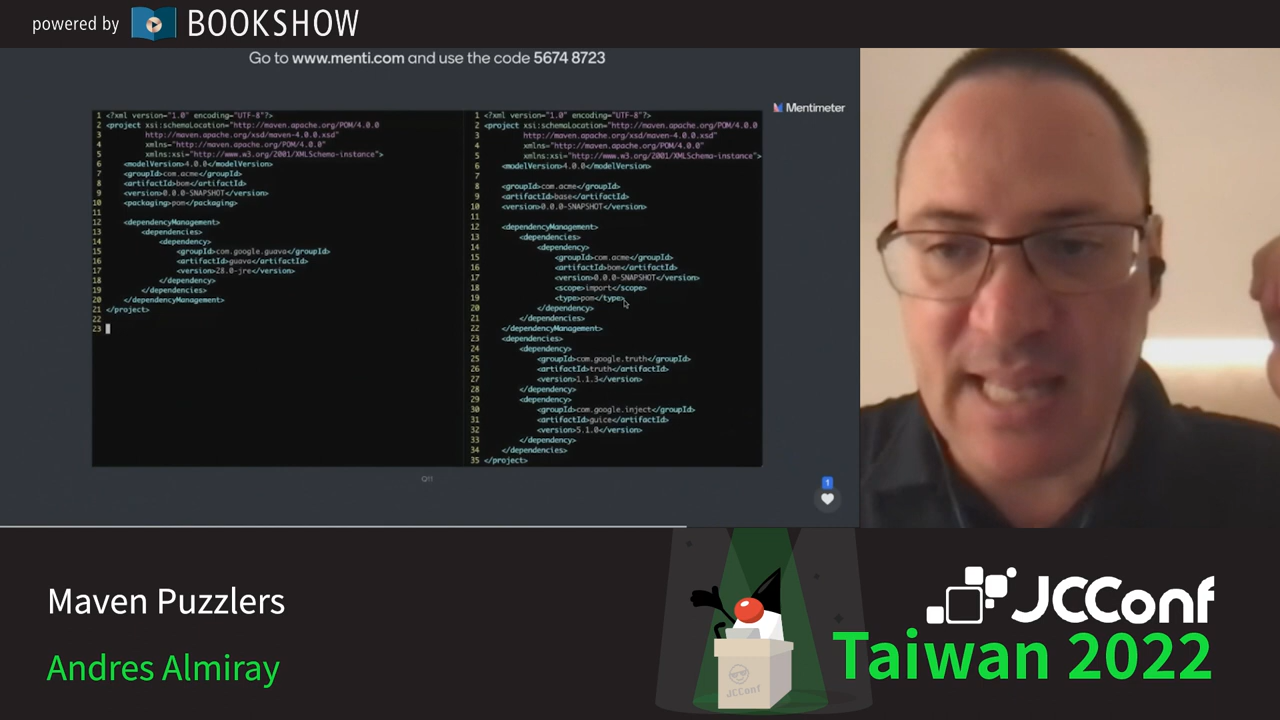 powered by BOOKSHOW
Go to www.menti.com and use the code 5674 8723
Mentimeter
1 <?xml version="1.0" encoding="UTF-8"?>
2 <project xsi:schemaLocation="http://maven.apache.org/POM/4.0.0
3 http://maven.apache.org/xsd/maven-4.0.0.xsd"
4 xmlns="http://maven.apache.org/POM/4.0.0"
5 xmlns:xsi="http://www.w3.org/2001/XMLSchema-instance">
6 <modelVersion>4.0.0</modelVersion>
7 <groupId>com.acme</groupId>
8 <artifactId>bom</artifactId>
9 <version>0.0.0-SNAPSHOT</version>
10 <packaging>pom</packaging>
11
12 <dependencyManagement>
13 <dependencies>
14 <dependency>
15 <groupId>com.google.guava</groupId>
16 <artifactId>guava</artifactId>
17 <version>28.0-jre</version>
18 </dependency>
19 </dependencies>
20 </dependencyManagement>
21 </project>
22
23
1 <?xml version="1.0" encoding="UTF-8"?>
2 <project xsi:schemaLocation="http://maven.apache.org/POM/4.0.0
3 http://maven.apache.org/xsd/maven-4.0.0.xsd"
4 xmlns="http://maven.apache.org/POM/4.0.0"
5 xmlns:xsi="http://www.w3.org/2001/XMLSchema-instance">
6 <modelVersion>4.0.0</modelVersion>
7
8 <groupId>com.acme</groupId>
9 <artifactId>base</artifactId>
10 <version>0.0.0-SNAPSHOT</version>
11
12 <dependencyManagement>
13 <dependencies>
14 <dependency>
15 <groupId>com.acme</groupId>
16 <artifactId>bom</artifactId>
17 <version>0.0.0-SNAPSHOT</version>
18 <scope>import</scope>
19 <type>pom</type>
20 </dependency>
21 </dependencies>
22 </dependencyManagement>
23 <dependencies>
24 <dependency>
25 <groupId>com.google.truth</groupId>
26 <artifactId>truth</artifactId>
27 <version>1.1.3</version>
28 </dependency>
29 <dependency>
30 <groupId>com.google.inject</groupId>
31 <artifactId>guice</artifactId>
32 <version>5.1.0</version>
33 </dependency>
34 </dependencies>
35 </project>
Q11
1
Maven Puzzlers
Andres Almiray
JCConf
JCConf
Taiwan 2022